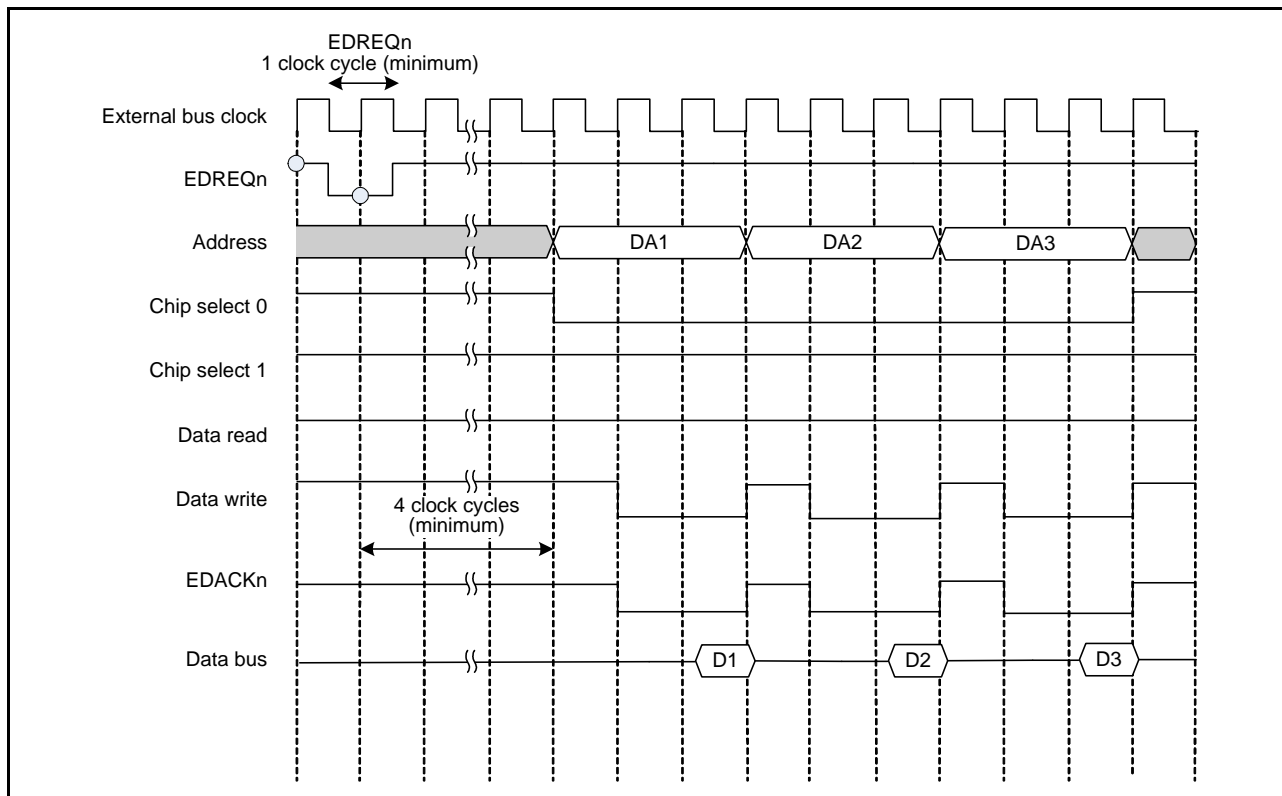 EDREQn
1 clock cycle (minimum)
External bus clock
EDREQn
Address
DA1
DA2
DA3
Chip select 0
Chip select 1
Data read
Data write
4 clock cycles
(minimum)
EDACKn
Data bus
D1
D2
D3